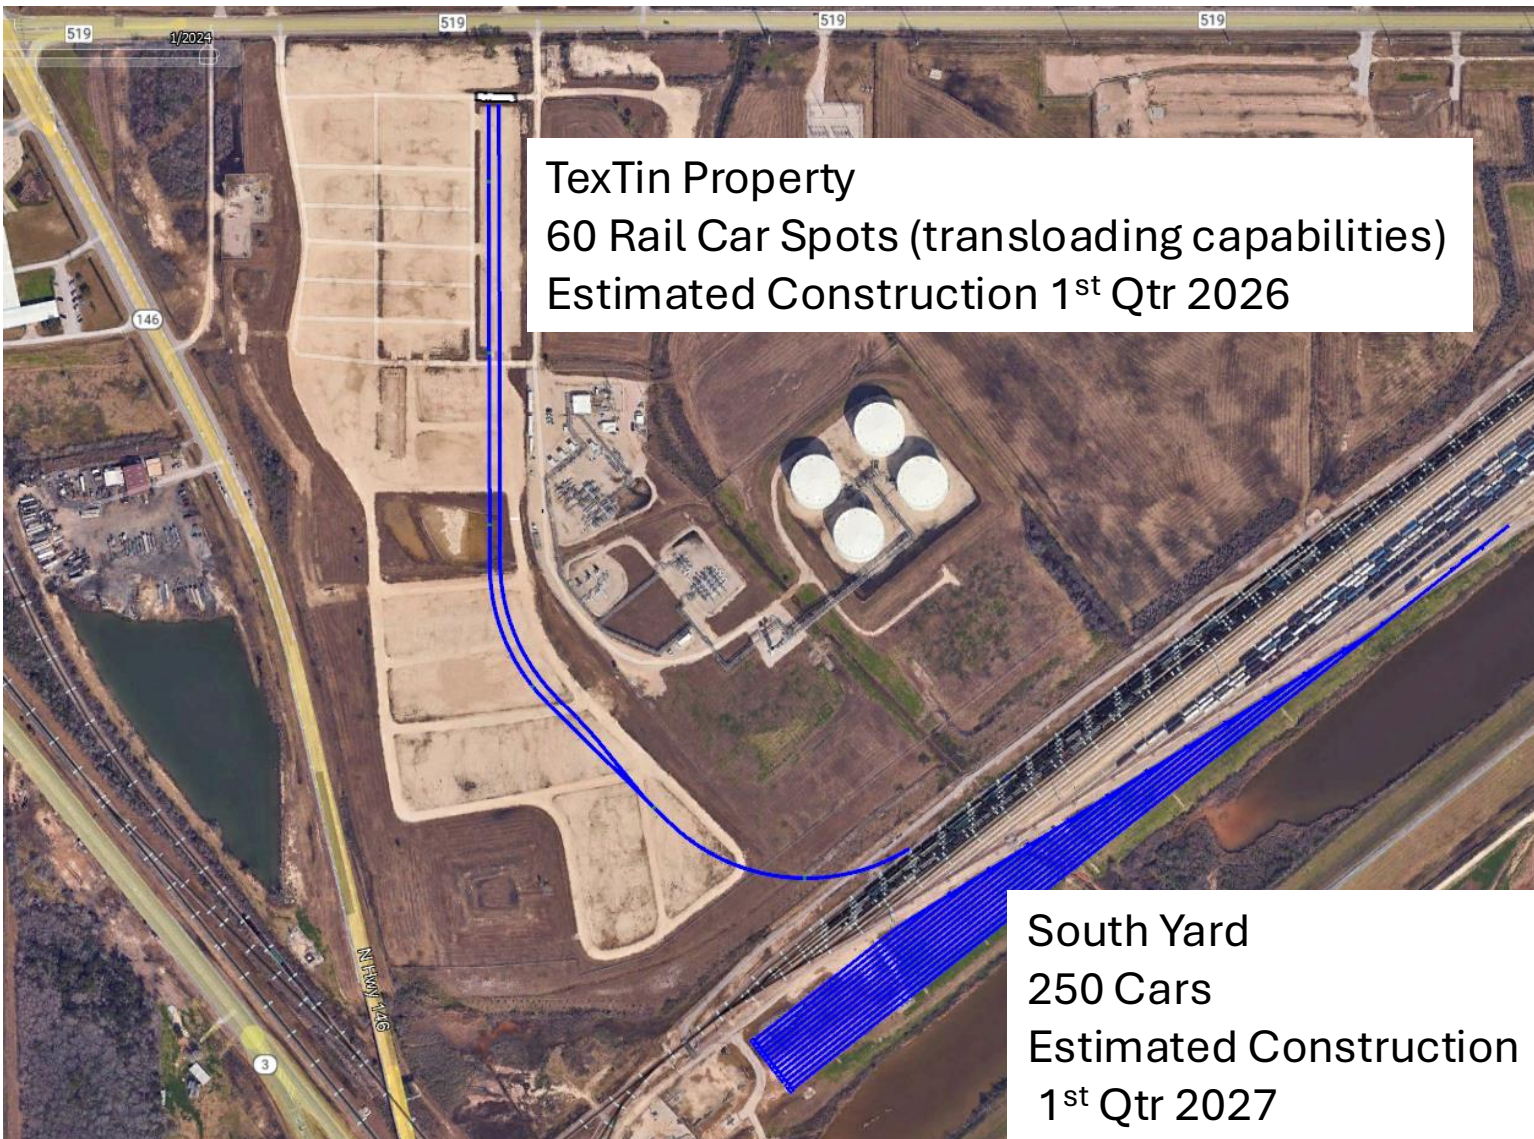 519
519
519
519
1/2024
TexTin Property
60 Rail Car Spots (transloading capabilities)
Estimated Construction 1st Qtr 2026
146
N Hwy 146
South Yard
250 Cars
Estimated Construction
1st Qtr 2027
3